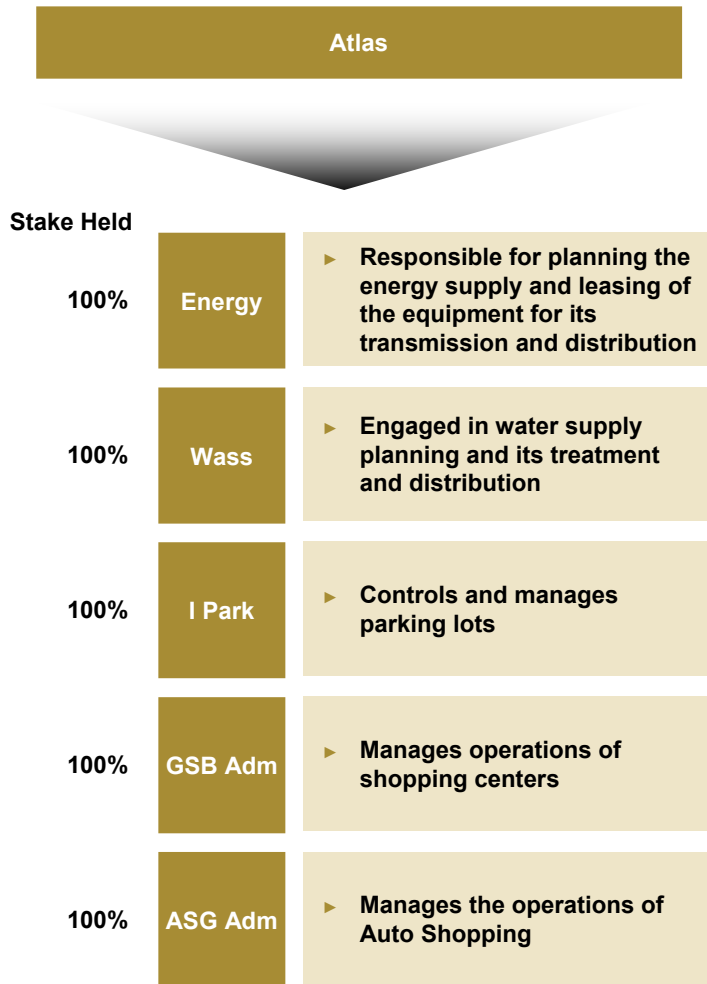 Atlas
Stake Held
100%
Energy
► Responsible for planning the
energy supply and leasing of
the equipment for its
transmission and distribution
100%
Wass
► Engaged in water supply
planning and its treatment
and distribution
100%
I Park
► Controls and manages
parking lots
100%
GSB Adm
► Manages operations of
shopping centers
100%
ASG Adm
► Manages the operations of
Auto Shopping